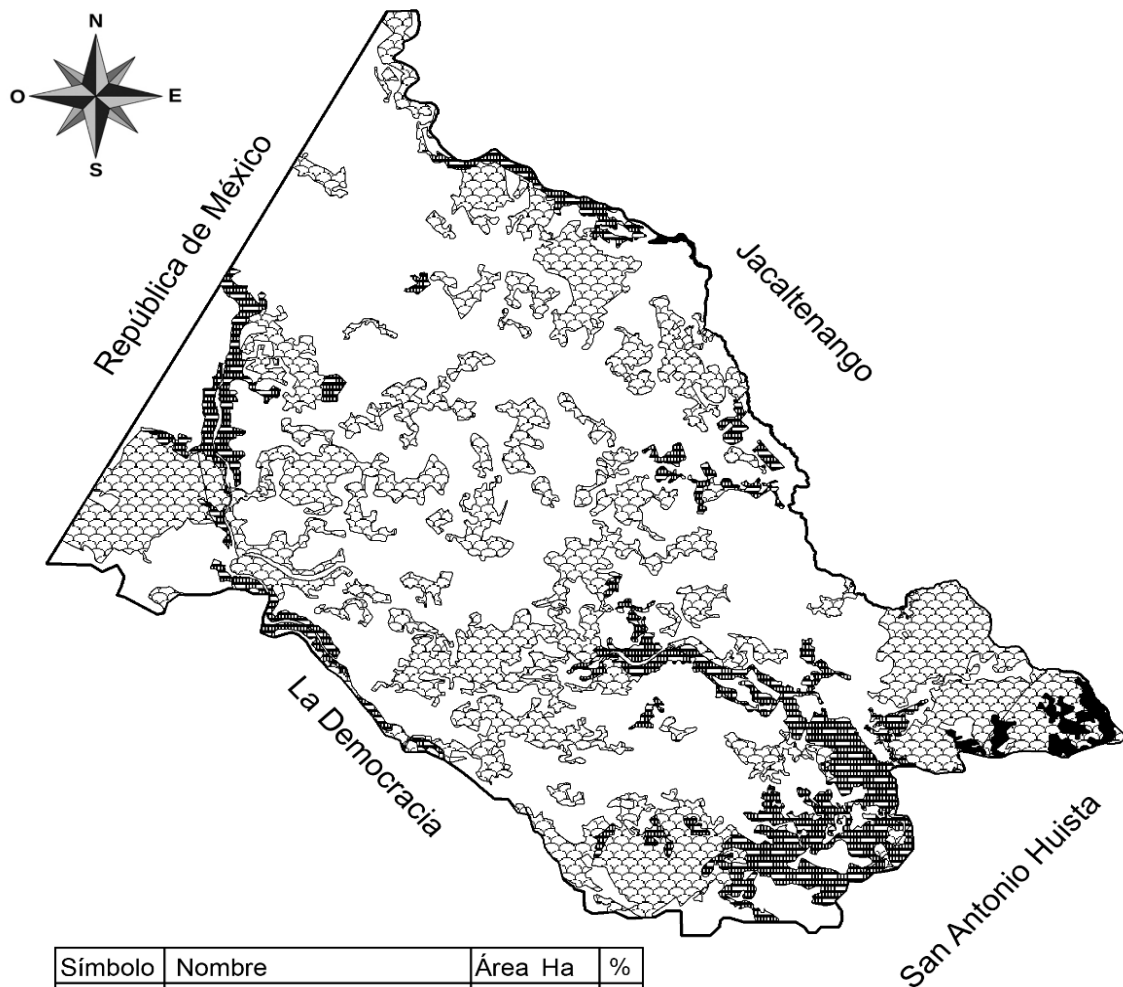 N
O
E
S
República de México
Jacaltenango
La Democracia
San Antonio Huista
Símbolo Nombre Área Ha %